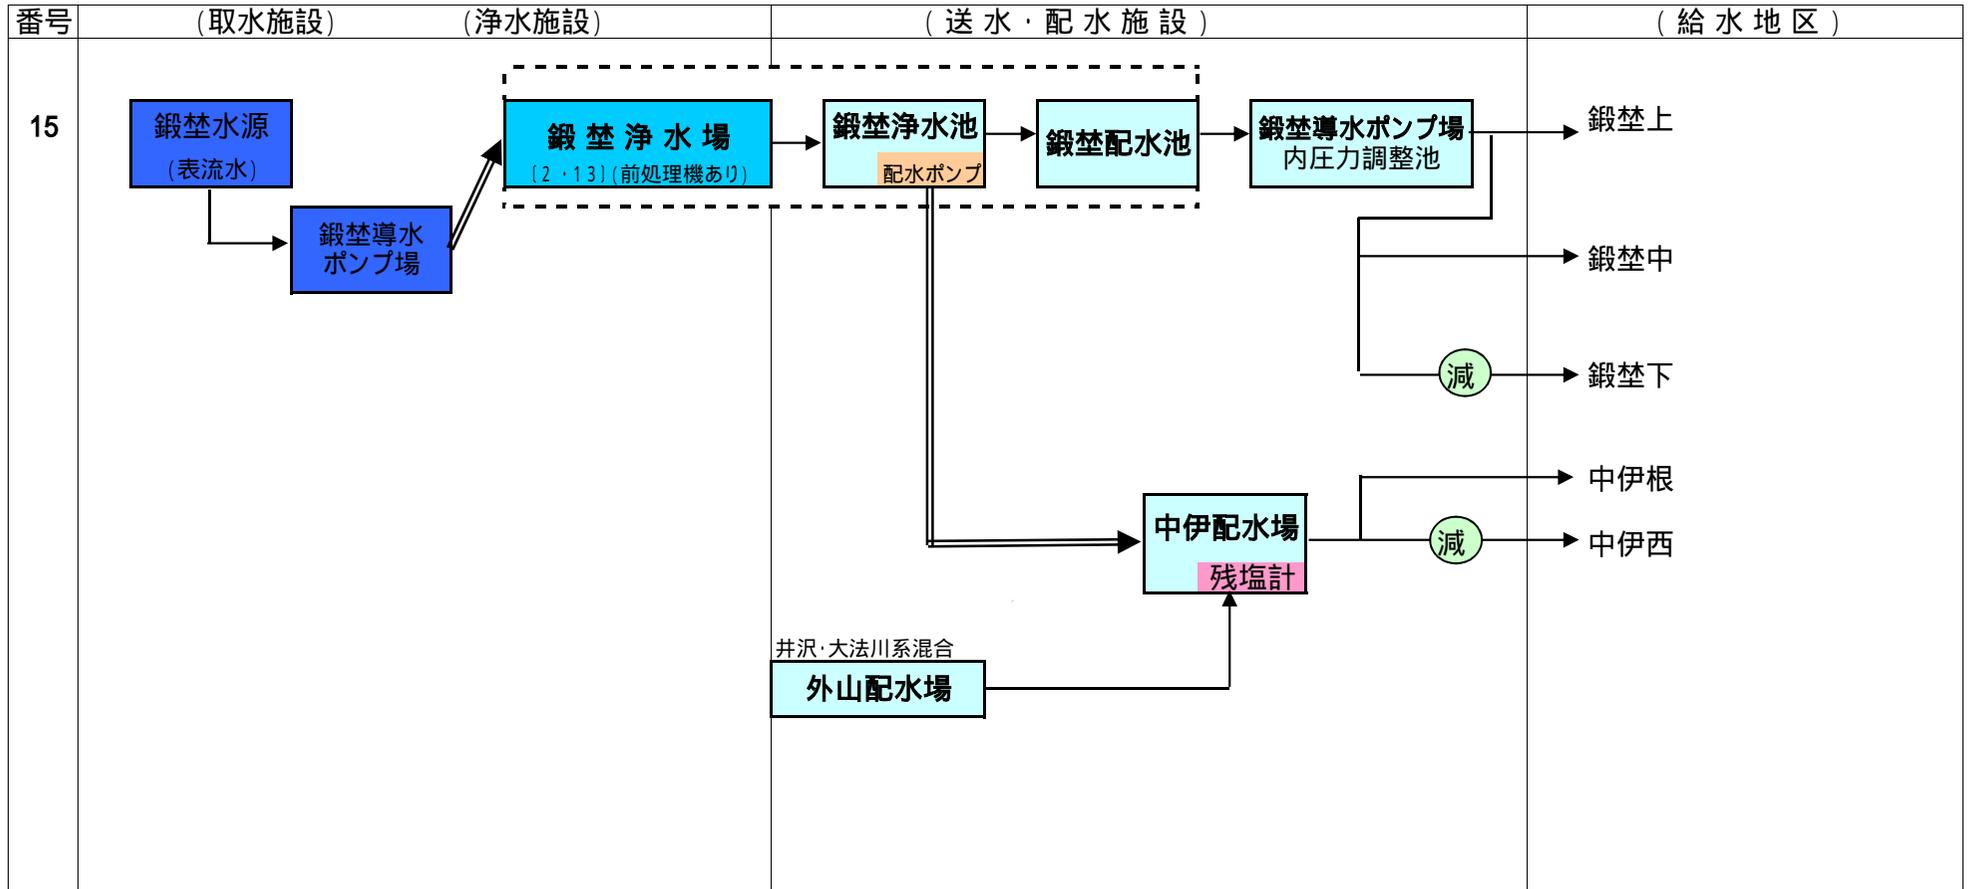 番号
(取水施設)
(浄水施設)
(送水・配水施設)
(給水地区)
15
鍛埜水源
(表流水)
鍛埜導水
ポンプ場
鍛埜浄水場
〔2・13〕(前処理機あり)
鍛埜浄水池
配水ポンプ
鍛埜配水池
鍛埜導水ポンプ場
内圧力調整池
鍛埜上
鍛埜中
減
鍛埜下
中伊根
中伊配水場
残塩計
減
中伊西
井沢・大法川系混合
外山配水場